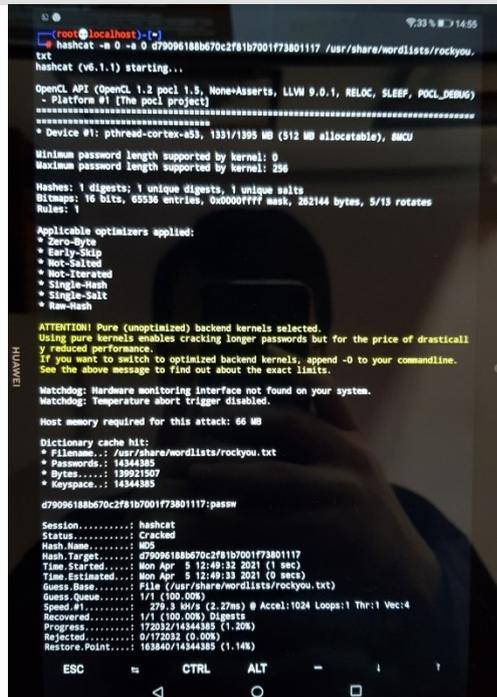 33 % 14:55
(root localhost)-[~]
# hashcat -m 0 -a 0 d79096188b670c2f81b7001f73801117 /usr/share/wordlists/rockyou.
txt
hashcat (v6.1.1) starting...
OpenCL API (OpenCL 1.2 pocl 1.5, None+Asserts, LLVM 9.0.1, RELOC, SLEEF, POCL_DEBUG)
- Platform #1 [The pocl project]
* Device #1: pthread-cortex-a53, 1331/1395 MB (512 MB allocatable), 8MCU
Minimum password length supported by kernel: 0
Maximum password length supported by kernel: 256
Hashes: 1 digests; 1 unique digests, 1 unique salts
Bitmaps: 16 bits, 65536 entries, 0x0000ffff mask, 262144 bytes, 5/13 rotates
Rules: 1
Applicable optimizers applied:
* Zero-Byte
* Early-Skip
* Not-Salted
* Not-Iterated
* Single-Hash
* Single-Salt
* Raw-Hash
ATTENTION! Pure (unoptimized) backend kernels selected.
Using pure kernels enables cracking longer passwords but for the price of drasticall
y reduced performance.
If you want to switch to optimized backend kernels, append -O to your commandline.
See the above message to find out about the exact limits.
Watchdog: Hardware monitoring interface not found on your system.
Watchdog: Temperature abort trigger disabled.
Host memory required for this attack: 66 MB
Dictionary cache hit:
* Filename..: /usr/share/wordlists/rockyou.txt
* Passwords.: 14344385
* Bytes.....: 139921507
* Keyspace..: 14344385
d79096188b670c2f81b7001f73801117:passw
Session..........: hashcat
Status...........: Cracked
Hash.Name........: MD5
Hash.Target......: d79096188b670c2f81b7001f73801117
Time.Started.....: Mon Apr  5 12:49:32 2021 (1 sec)
Time.Estimated...: Mon Apr  5 12:49:33 2021 (0 secs)
Guess.Base.......: File (/usr/share/wordlists/rockyou.txt)
Guess.Queue......: 1/1 (100.00%)
Speed.#1.........: 279.3 kH/s (2.27ms) @ Accel:1024 Loops:1 Thr:1 Vec:4
Recovered........: 1/1 (100.00%) Digests
Progress.........: 172032/14344385 (1.20%)
Rejected.........: 0/172032 (0.00%)
Restore.Point....: 163840/14344385 (1.14%)
ESC CTRL ALT
HUAWEI